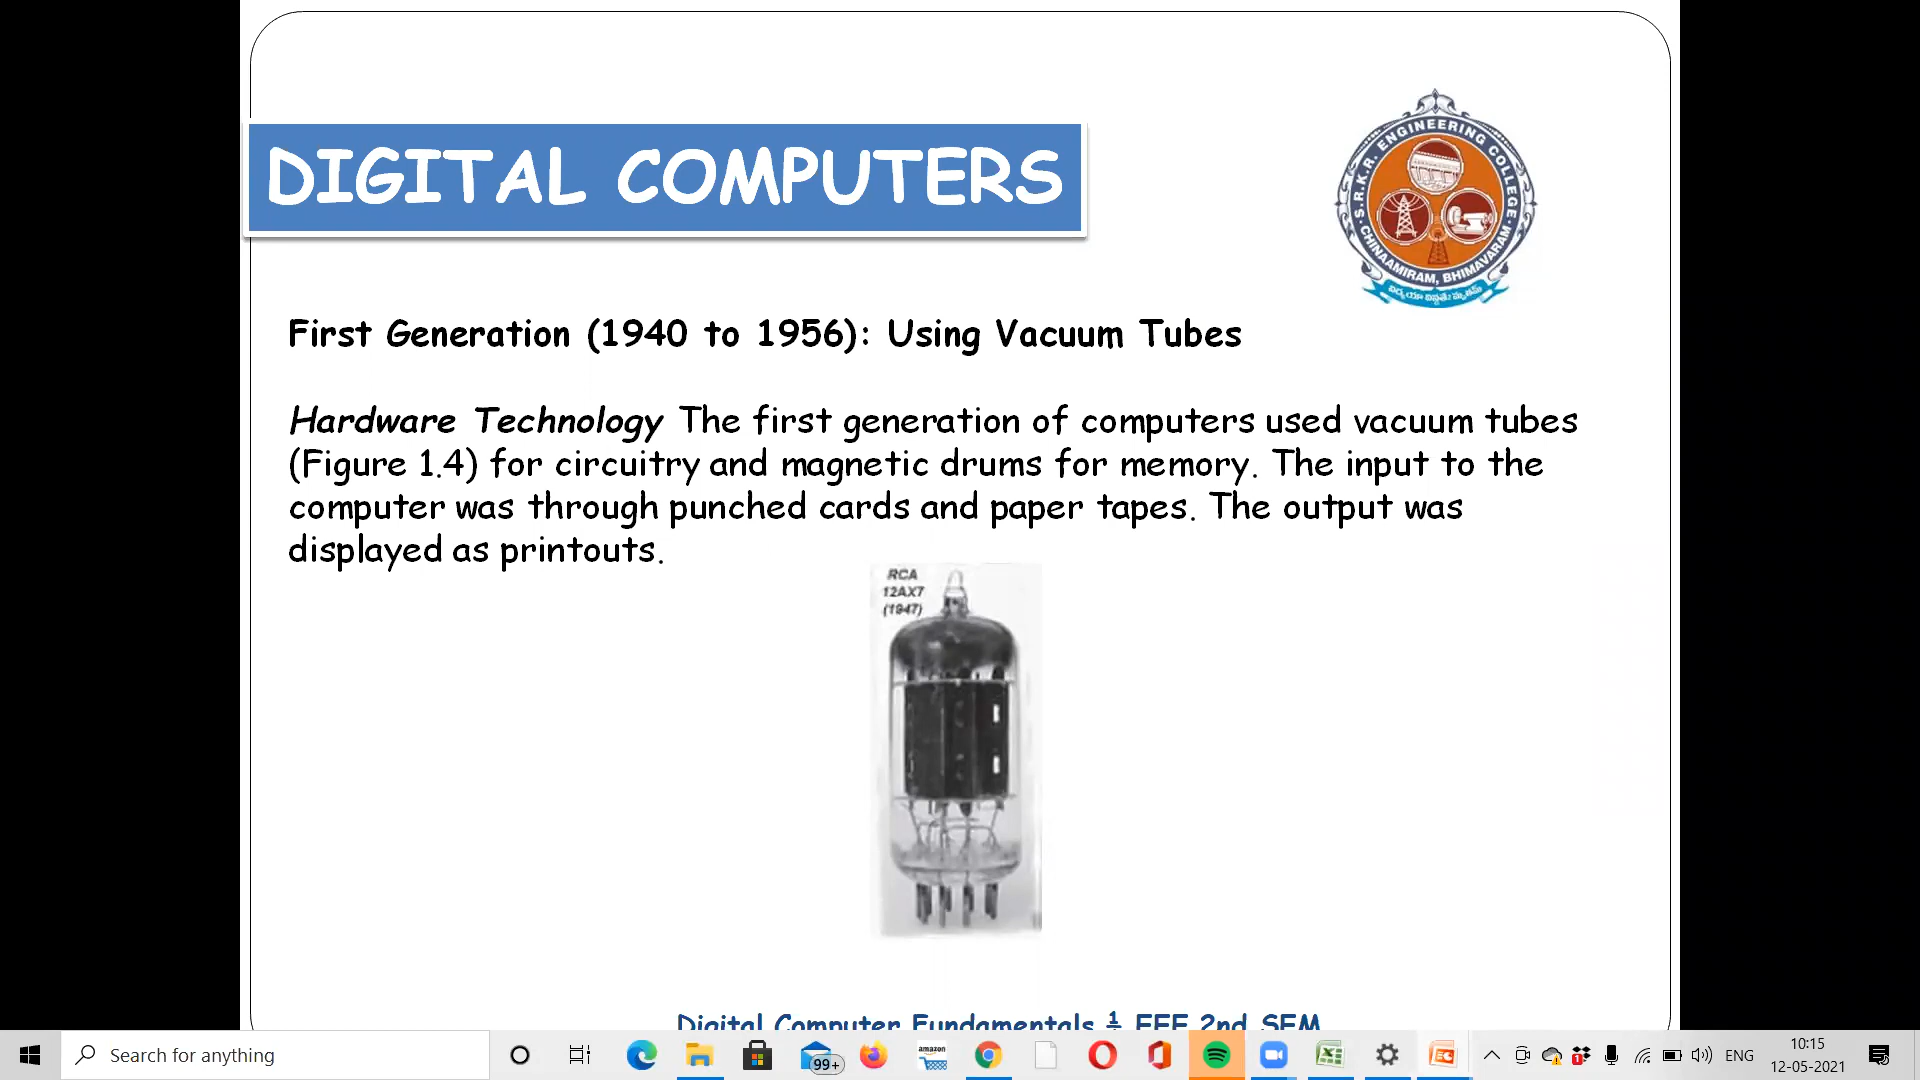 DIGITAL COMPUTERS
S.R.K.R. ENGINEERING COLLEGE
CHINAAMIRAM, BHIMAVARAM
First Generation (1940 to 1956): Using Vacuum Tubes
Hardware Technology The first generation of computers used vacuum tubes
(Figure 1.4) for circuitry and magnetic drums for memory. The input to the
computer was through punched cards and paper tapes. The output was
displayed as printouts.
RCA
12AX7
(1947)
Digital Computer Fundamentals ½ EEE 2nd SEM
Search for anything
99+
amazon
1
ENG
10:15
12-05-2021